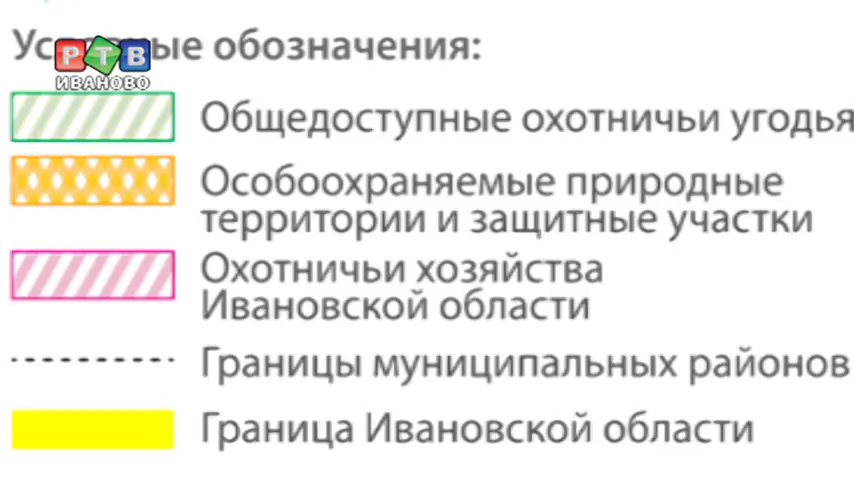 Условные обозначения:
РТВ
ИВАНОВО
Общедоступные охотничьи угодья
Особоохраняемые природные
территории и защитные участки
Охотничьи хозяйства
Ивановской области
Границы муниципальных районов
Граница Ивановской области